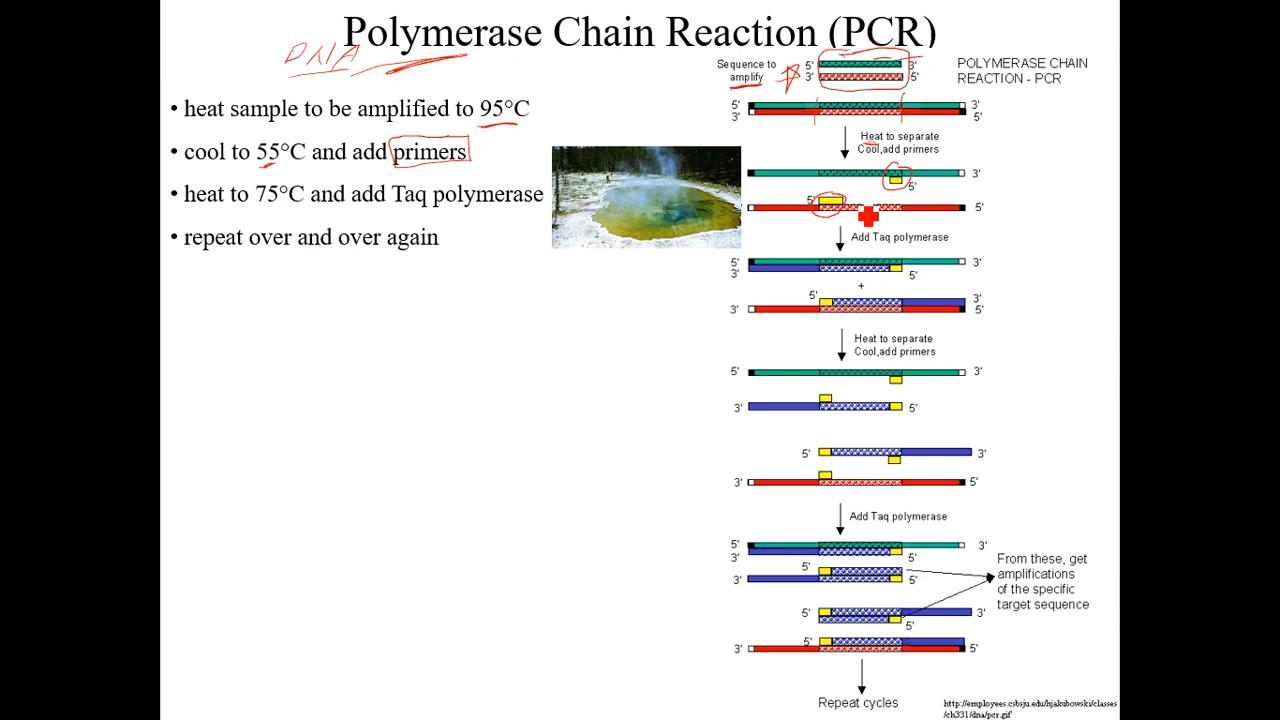 Polymerase Chain Reaction (PCR)
DNA
• heat sample to be amplified to 95°C
• cool to 55°C and add primers
• heat to 75°C and add Taq polymerase
• repeat over and over again
Sequence to
amplify
5' 3'
3' 5'
POLYMERASE CHAIN
REACTION - PCR
5' 3'
3' 5'
Heat to separate
Cool,add primers
3'
5'
5'
5'
Add Taq polymerase
5' 3'
3' 5'
+
5' 3'
3' 5'
Heat to separate
Cool,add primers
5' 3'
3' 5'
5' 3'
3' 5'
Add Taq polymerase
5' 3'
3' 5'
5'
3' 5'
5' 3'
5'
5'
3' 5'
From these, get
amplifications
of the specific
target sequence
Repeat cycles
http://employees.csbsju.edu/hjakubowski/classes
/ch331/dna/pcr.gif